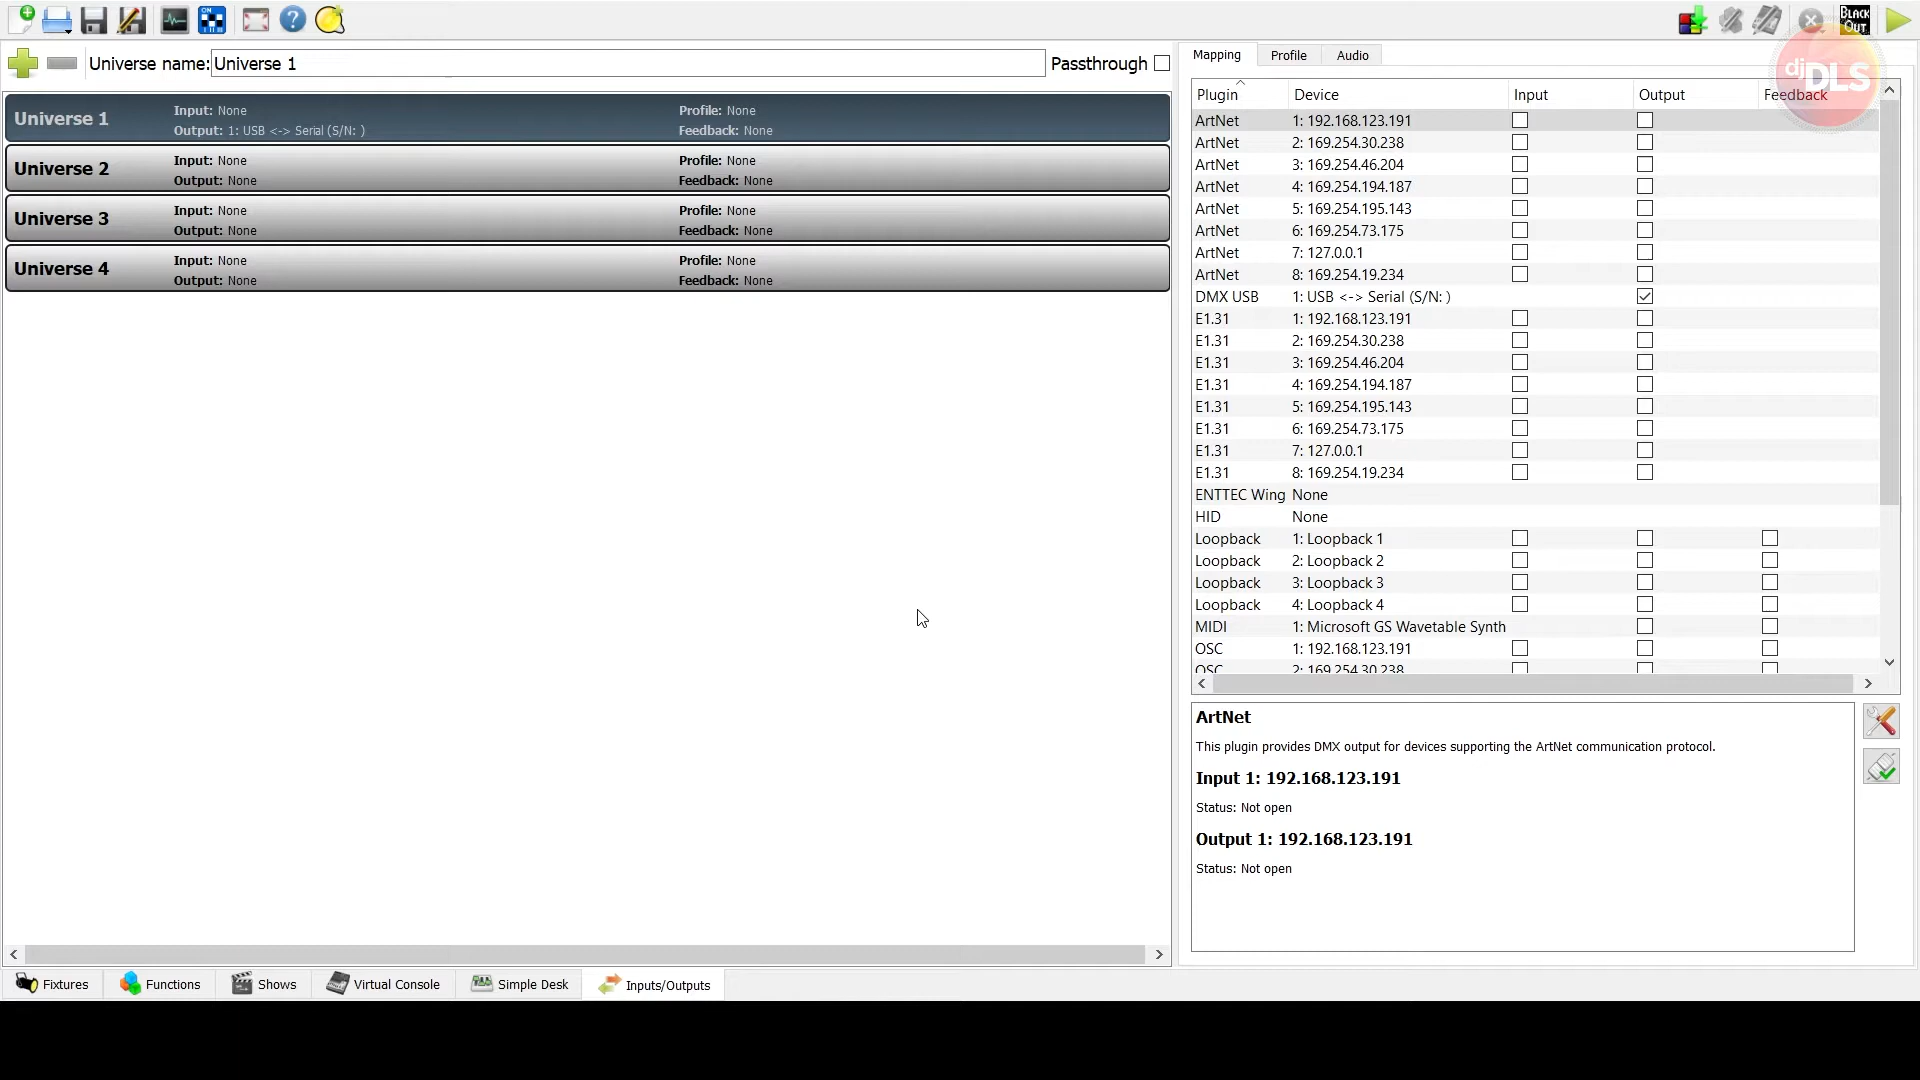 ON
?
BLACK OUT
dj DLS
Universe name: Universe 1 Passthrough
Universe 1 Input: None Profile: None
Output: 1: USB <-> Serial (S/N: ) Feedback: None
Universe 2 Input: None Profile: None
Output: None Feedback: None
Universe 3 Input: None Profile: None
Output: None Feedback: None
Universe 4 Input: None Profile: None
Output: None Feedback: None
Mapping Profile Audio
Plugin Device Input Output Feedback
ArtNet 1: 192.168.123.191
ArtNet 2: 169.254.30.238
ArtNet 3: 169.254.46.204
ArtNet 4: 169.254.194.187
ArtNet 5: 169.254.195.143
ArtNet 6: 169.254.73.175
ArtNet 7: 127.0.0.1
ArtNet 8: 169.254.19.234
DMX USB 1: USB <-> Serial (S/N: )
E1.31 1: 192.168.123.191
E1.31 2: 169.254.30.238
E1.31 3: 169.254.46.204
E1.31 4: 169.254.194.187
E1.31 5: 169.254.195.143
E1.31 6: 169.254.73.175
E1.31 7: 127.0.0.1
E1.31 8: 169.254.19.234
ENTTEC Wing None
HID None
Loopback 1: Loopback 1
Loopback 2: Loopback 2
Loopback 3: Loopback 3
Loopback 4: Loopback 4
MIDI 1: Microsoft GS Wavetable Synth
OSC 1: 192.168.123.191
OSC 2: 169.254.30.238
ArtNet
This plugin provides DMX output for devices supporting the ArtNet communication protocol.
Input 1: 192.168.123.191
Status: Not open
Output 1: 192.168.123.191
Status: Not open
Fixtures Functions Shows Virtual Console Simple Desk Inputs/Outputs